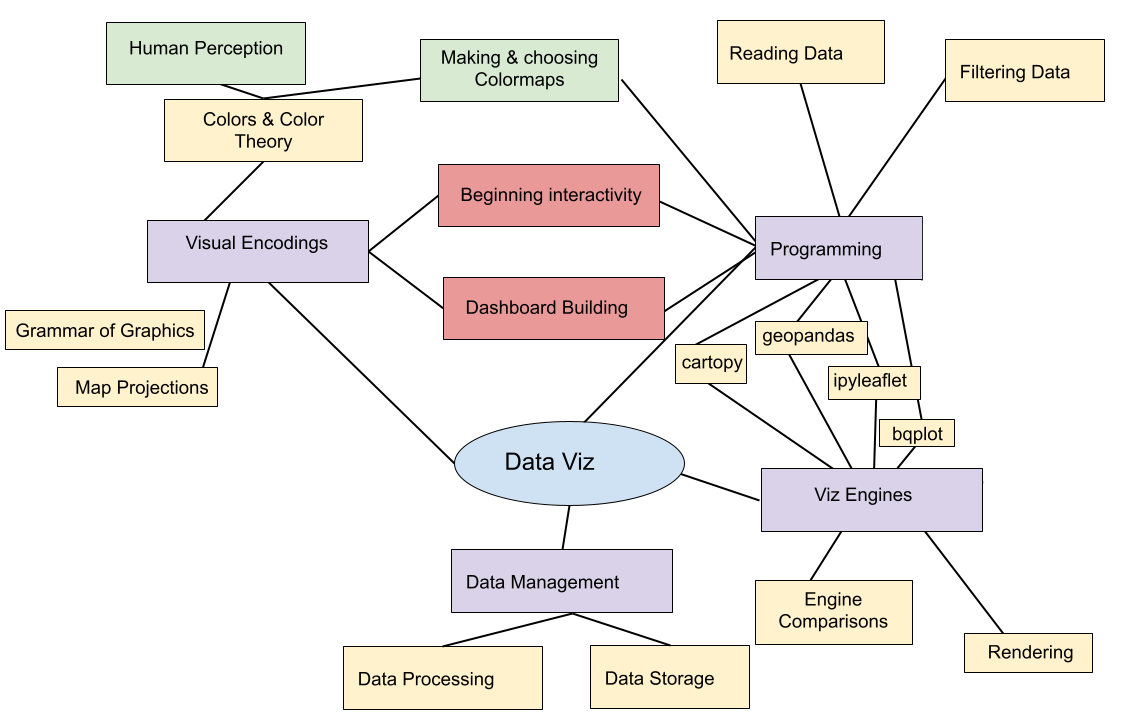 Human Perception
Making & choosing
Colormaps
Reading Data
Filtering Data
Colors & Color
Theory
Beginning interactivity
Visual Encodings
Programming
Dashboard Building
Grammar of Graphics
geopandas
cartopy
Map Projections
ipyleaflet
bqplot
Data Viz
Viz Engines
Data Management
Engine
Comparisons
Rendering
Data Processing
Data Storage